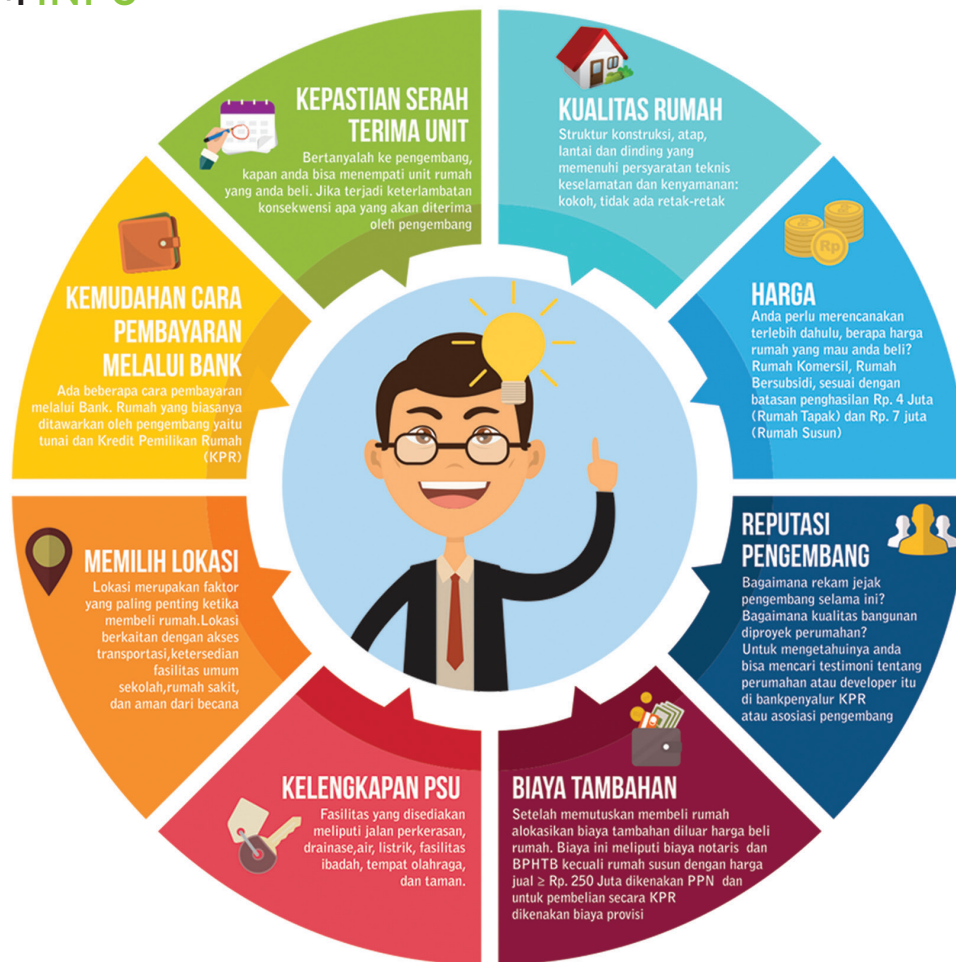 INFO
KUALITAS RUMAH
Struktur konstruksi, atap,
lantai dan dinding yang
memenuhi persyaratan teknis
keselamatan dan kenyamanan:
kokoh, tidak ada retak-retak
HARGA
Anda perlu merencanakan
terlebih dahulu, berapa harga
rumah yang mau anda beli?
Rumah Komersil, Rumah
Bersubsidi, sesuai dengan
batasan penghasilan Rp. 4 Juta
(Rumah Tapak) dan Rp. 7 juta
(Rumah Susun)
Rp
REPUTASI
PENGEMBANG
Bagaimana rekam jejak
pengembang selama ini?
Bagaimana kualitas bangunan
diproyek perumahan?
Untuk mengetahuinya anda
bisa mencari testimoni tentang
perumahan atau developer itu
di bankpenyalur KPR
atau asosiasi pengembang
BIAYA TAMBAHAN
Setelah memutuskan membeli rumah
alokasikan biaya tambahan diluar harga beli
rumah. Biaya ini meliputi biaya notaris dan
BPHTB kecuali rumah susun dengan harga
jual ≥ Rp. 250 Juta dikenakan PPN dan
untuk pembelian secara KPR
dikenakan biaya provisi
KELENGKAPAN PSU
Fasilitas yang disediakan
meliputi jalan perkerasan,
drainase,air, listrik, fasilitas
ibadah, tempat olahraga,
dan taman.
MEMILIH LOKASI
Lokasi merupakan faktor
yang paling penting ketika
membeli rumah.Lokasi
berkaitan dengan akses
transportasi,ketersedian
fasilitas umum
sekolah,rumah sakit,
dan aman dari becana
KEMUDAHAN CARA
PEMBAYARAN
MELALUI BANK
Ada beberapa cara pembayaran
melalui Bank. Rumah yang biasanya
ditawarkan oleh pengembang yaitu
tunai dan Kredit Pemilikan Rumah
(KPR)
KEPASTIAN SERAH
TERIMA UNIT
Bertanyalah ke pengembang,
kapan anda bisa menempati unit rumah
yang anda beli. Jika terjadi keterlambatan
konsekwensi apa yang akan diterima
oleh pengembang